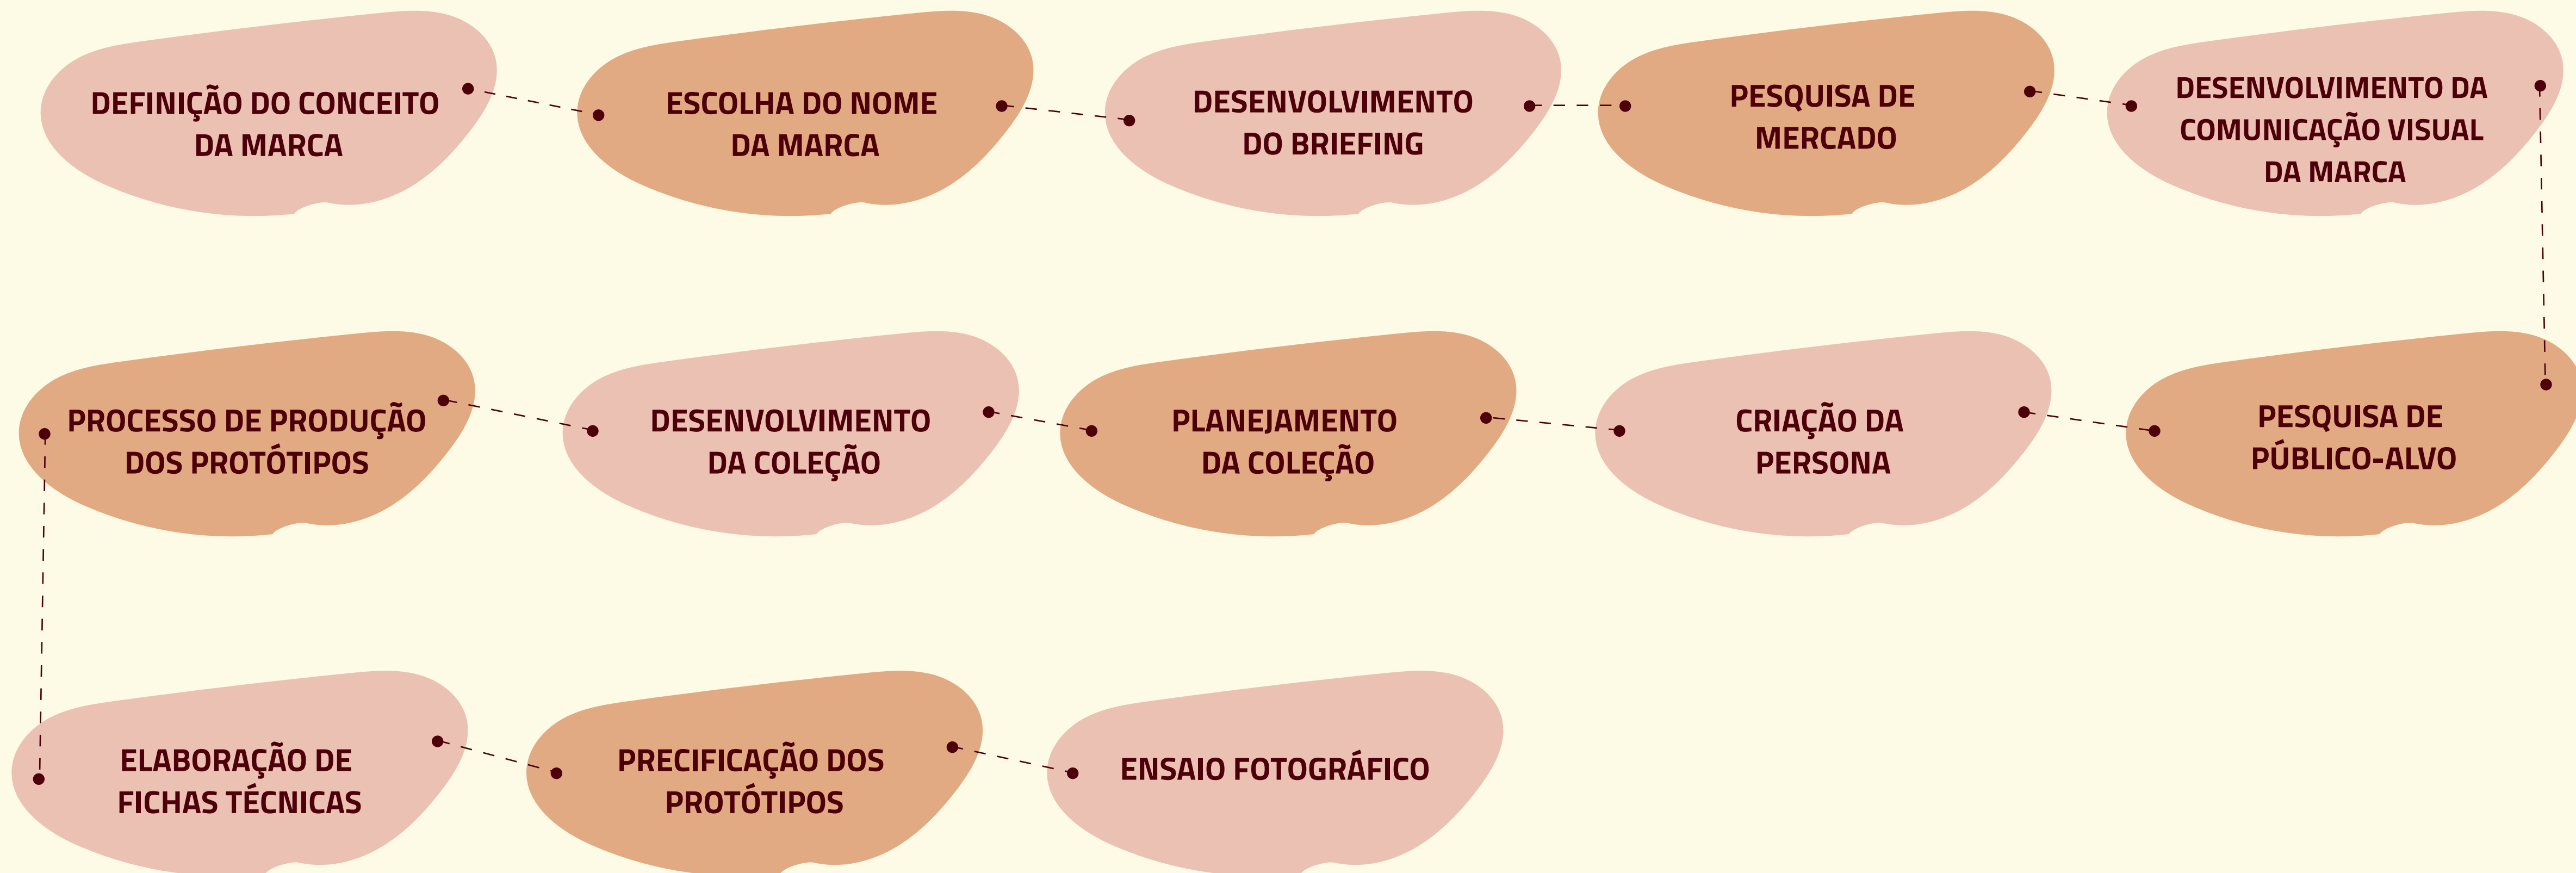 DEFINIÇÃO DO CONCEITO
DA MARCA
ESCOLHA DO NOME
DA MARCA
DESENVOLVIMENTO
DO BRIEFING
PESQUISA DE
MERCADO
DESENVOLVIMENTO DA
COMUNICAÇÃO VISUAL
DA MARCA
PROCESSO DE PRODUÇÃO
DOS PROTÓTIPOS
DESENVOLVIMENTO
DA COLEÇÃO
PLANEJAMENTO
DA COLEÇÃO
CRIAÇÃO DA
PERSONA
PESQUISA DE
PÚBLICO-ALVO
ELABORAÇÃO DE
FICHAS TÉCNICAS
PRECIFICAÇÃO DOS
PROTÓTIPOS
ENSAIO FOTOGRÁFICO